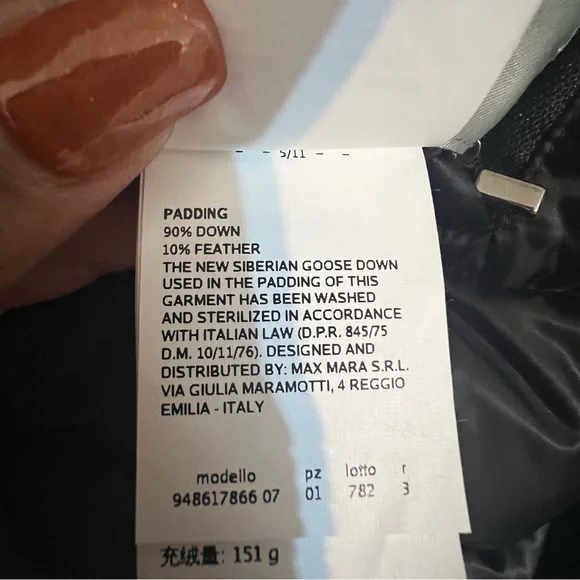 - - 5/11 - -
PADDING
90% DOWN
10% FEATHER
THE NEW SIBERIAN GOOSE DOWN
USED IN THE PADDING OF THIS
GARMENT HAS BEEN WASHED
AND STERILIZED IN ACCORDANCE
WITH ITALIAN LAW (D.P.R. 845/75
D.M. 10/11/76). DESIGNED AND
DISTRIBUTED BY: MAX MARA S.R.L.
VIA GIULIA MARAMOTTI, 4 REGGIO
EMILIA - ITALY
modello pz lotto r
948617866 07 01 782 3
充绒量: 151 g